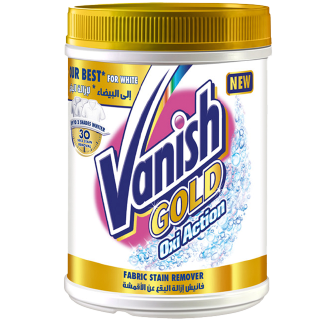 OUR BEST* FOR WHITE
إلى البيضاء
NEW
30
Vanish
GOLD
Oxi Action
FABRIC STAIN REMOVER
فانيش إزالة البقع عن الأقمشة